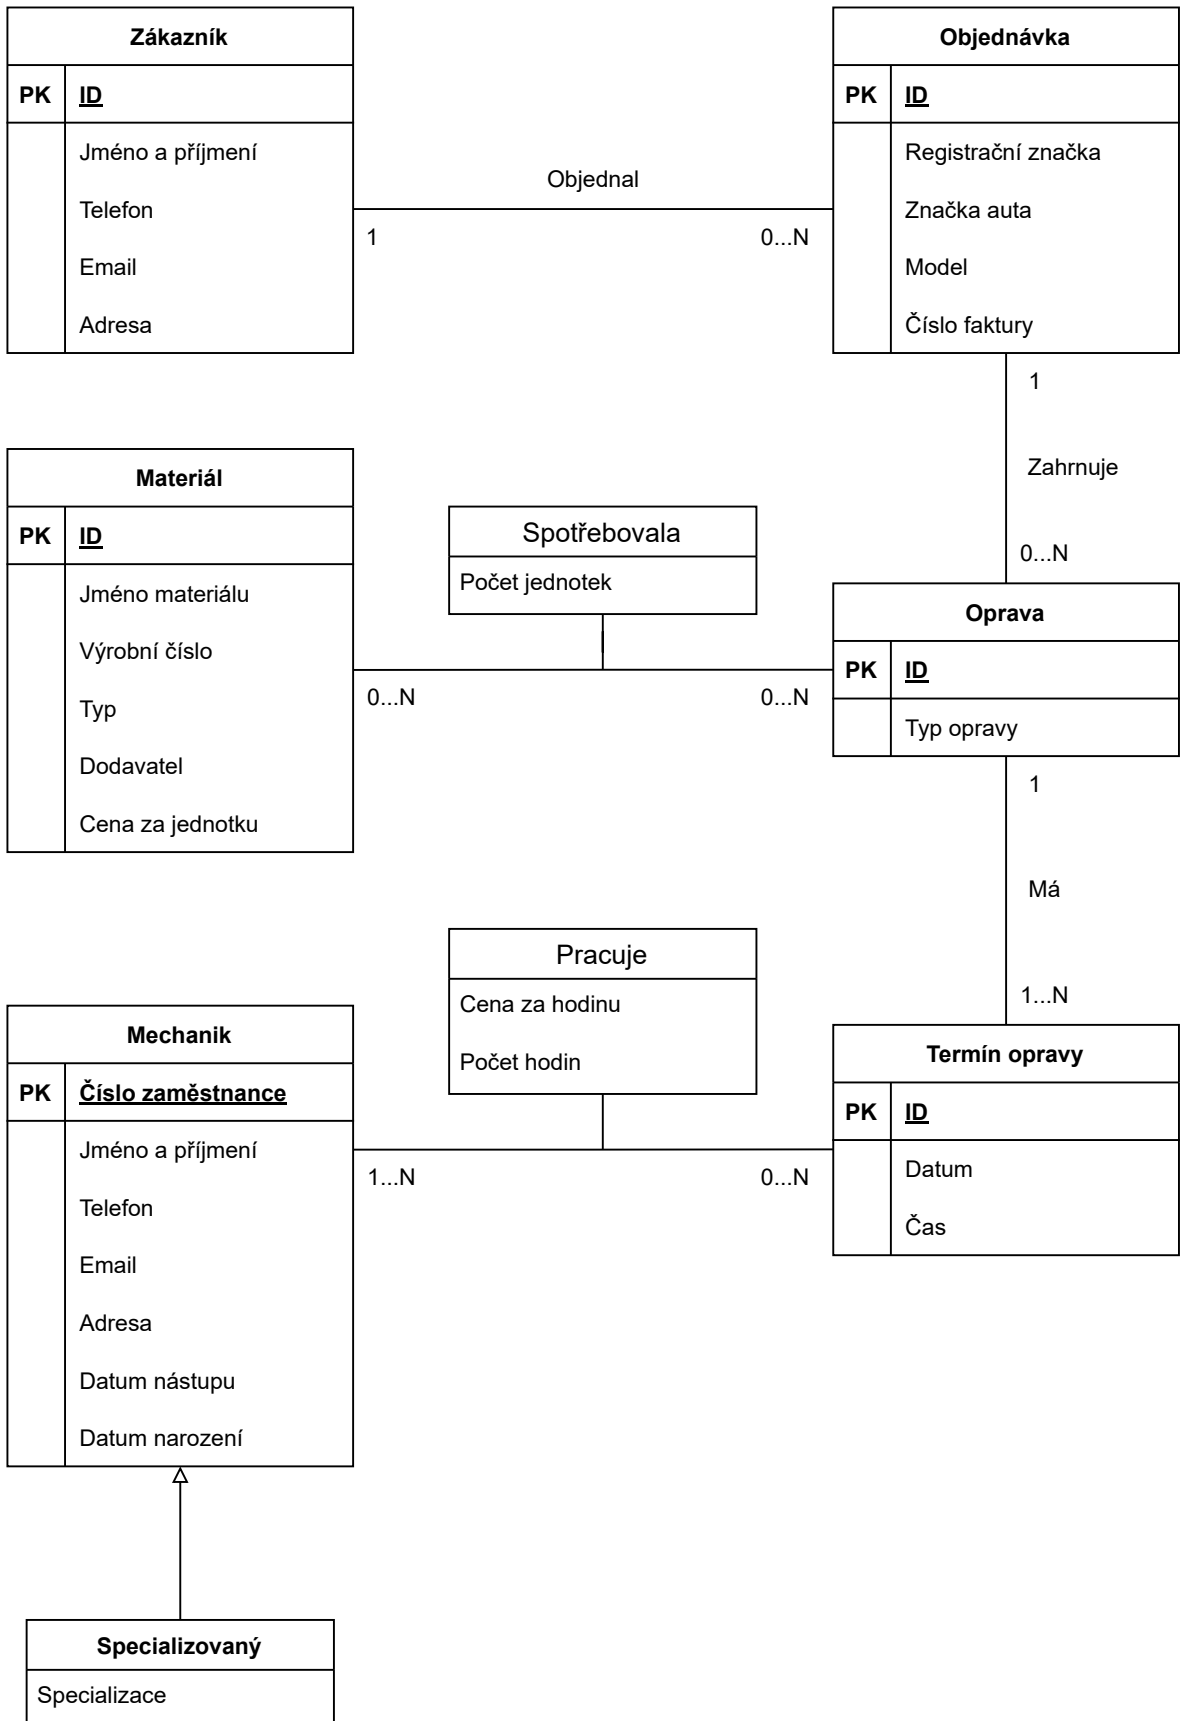 Zákazník
PK ID
Jméno a příjmení
Telefon
Email
Adresa
Objednal
1
0...N
Objednávka
PK ID
Registrační značka
Značka auta
Model
Číslo faktury
1
Zahrnuje
0...N
Materiál
PK ID
Jméno materiálu
Výrobní číslo
Typ
Dodavatel
Cena za jednotku
Spotřebovala
Počet jednotek
0...N
0...N
Oprava
PK ID
Typ opravy
1
Má
1...N
Mechanik
PK Číslo zaměstnance
Jméno a příjmení
Telefon
Email
Adresa
Datum nástupu
Datum narození
Pracuje
Cena za hodinu
Počet hodin
1...N
0...N
Termín opravy
PK ID
Datum
Čas
Specializovaný
Specializace